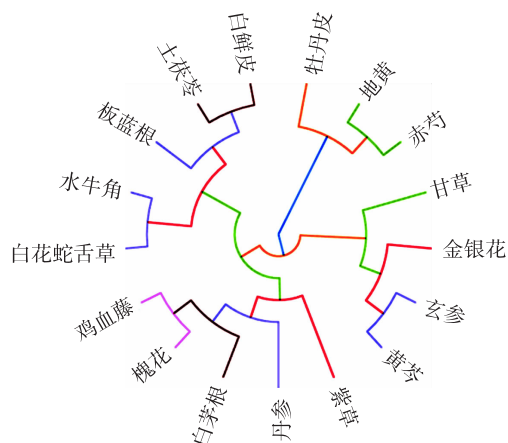 牡丹皮
地黄
赤芍
甘草
金银花
玄参
黄芩
紫草
丹参
白茅根
槐花
鸡血藤
白花蛇舌草
水牛角
板蓝根
土茯苓
白鲜皮